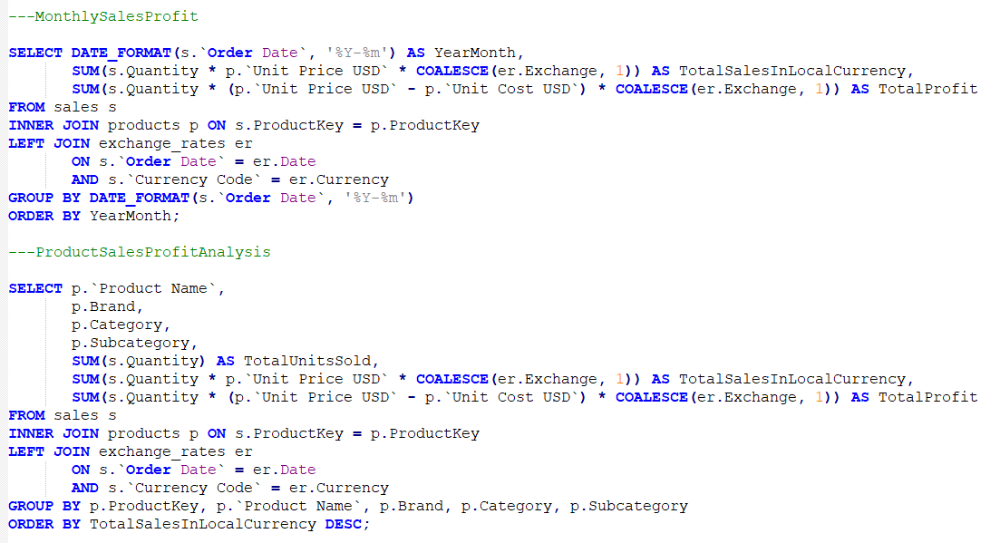 ---MonthlySalesProfit
SELECT DATE_FORMAT(s.`Order Date`, '%Y-%m') AS YearMonth,
SUM(s.Quantity * p.`Unit Price USD` * COALESCE(er.Exchange, 1)) AS TotalSalesInLocalCurrency,
SUM(s.Quantity * (p.`Unit Price USD` - p.`Unit Cost USD`) * COALESCE(er.Exchange, 1)) AS TotalProfit
FROM sales s
INNER JOIN products p ON s.ProductKey = p.ProductKey
LEFT JOIN exchange_rates er
ON s.`Order Date` = er.Date
AND s.`Currency Code` = er.Currency
GROUP BY DATE_FORMAT(s.`Order Date`, '%Y-%m')
ORDER BY YearMonth;
---ProductSalesProfitAnalysis
SELECT p.`Product Name`,
p.Brand,
p.Category,
p.Subcategory,
SUM(s.Quantity) AS TotalUnitsSold,
SUM(s.Quantity * p.`Unit Price USD` * COALESCE(er.Exchange, 1)) AS TotalSalesInLocalCurrency,
SUM(s.Quantity * (p.`Unit Price USD` - p.`Unit Cost USD`) * COALESCE(er.Exchange, 1)) AS TotalProfit
FROM sales s
INNER JOIN products p ON s.ProductKey = p.ProductKey
LEFT JOIN exchange_rates er
ON s.`Order Date` = er.Date
AND s.`Currency Code` = er.Currency
GROUP BY p.ProductKey, p.`Product Name`, p.Brand, p.Category, p.Subcategory
ORDER BY TotalSalesInLocalCurrency DESC;